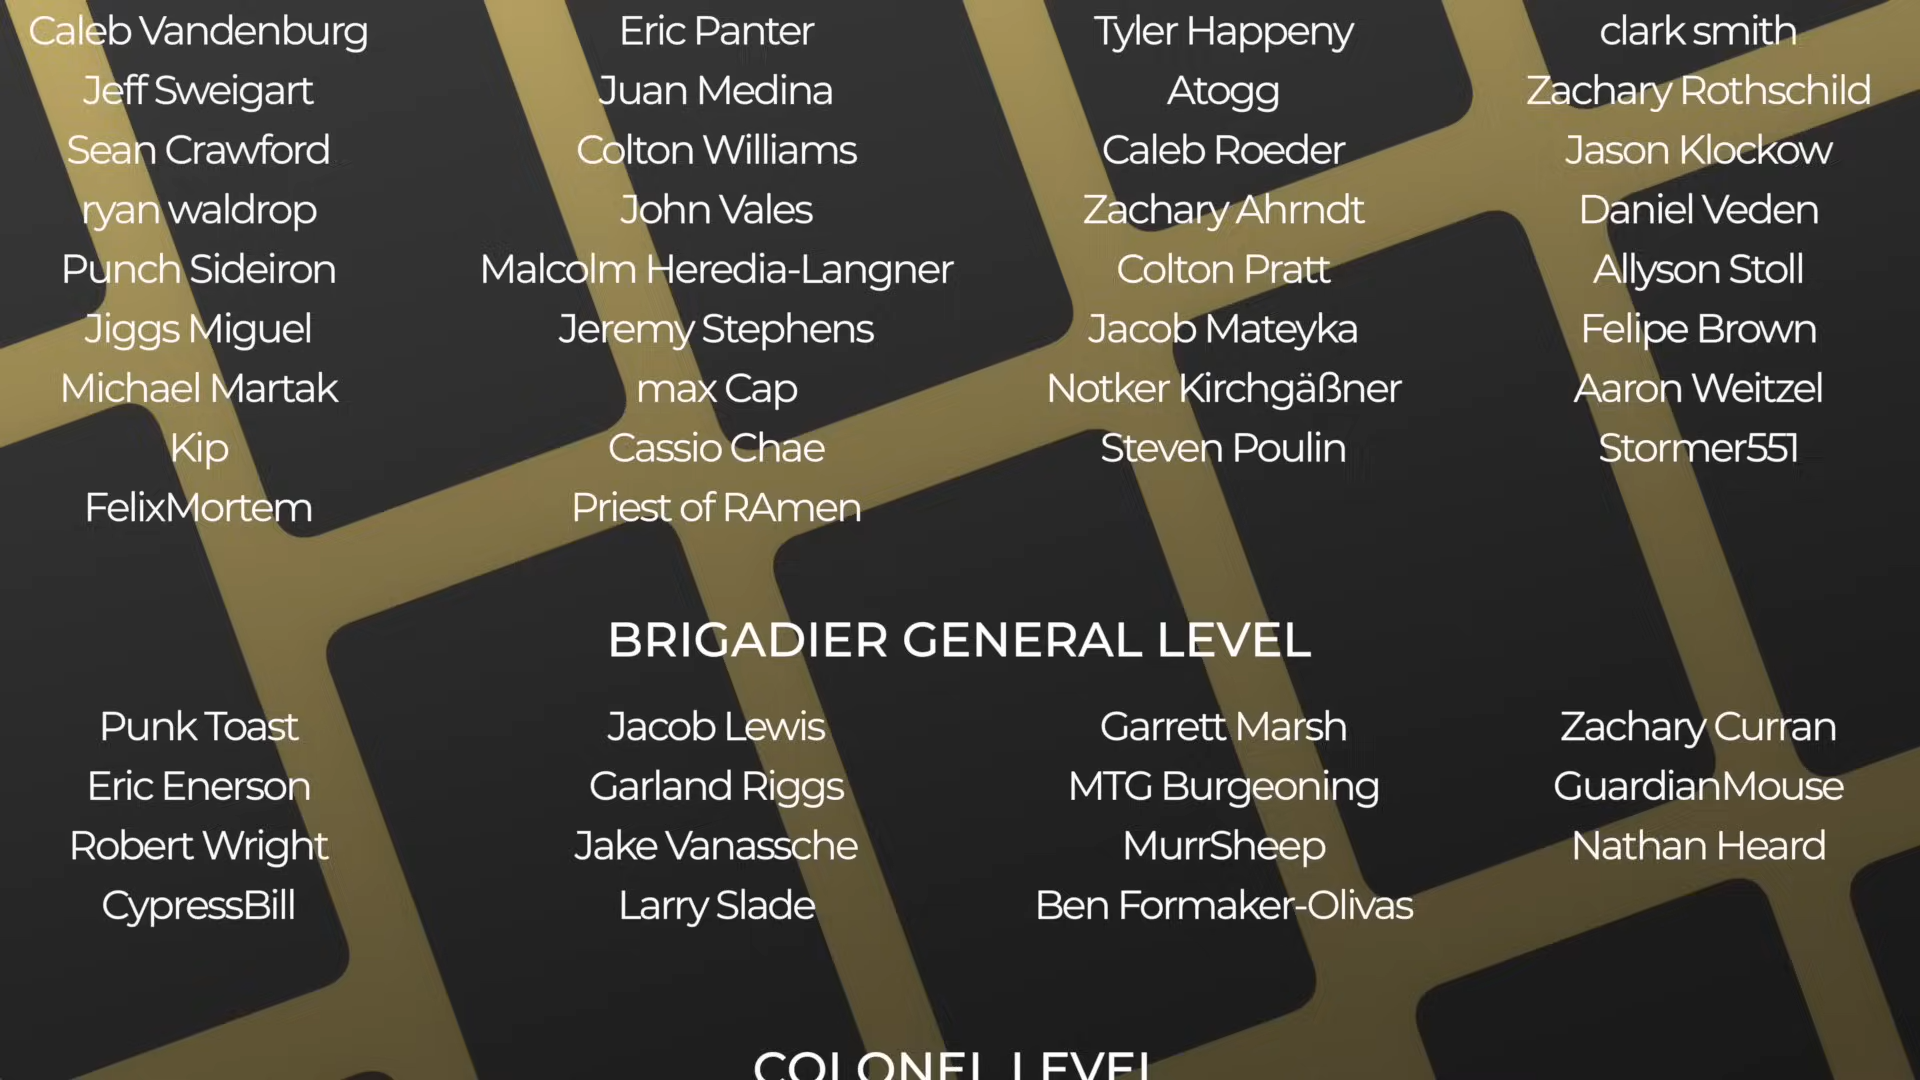 Caleb Vandenburg Eric Panter Tyler Happeny clark smith
Jeff Sweigart Juan Medina Atogg Zachary Rothschild
Sean Crawford Colton Williams Caleb Roeder Jason Klockow
ryan waldrop John Vales Zachary Ahrndt Daniel Veden
Punch Sideiron Malcolm Heredia-Langner Colton Pratt Allyson Stoll
Jiggs Miguel Jeremy Stephens Jacob Mateyka Felipe Brown
Michael Martak max Cap Notker Kirchgäßner Aaron Weitzel
Kip Cassio Chae Steven Poulin Stormer551
FelixMortem Priest of RAmen
BRIGADIER GENERAL LEVEL
Punk Toast Jacob Lewis Garrett Marsh Zachary Curran
Eric Enerson Garland Riggs MTG Burgeoning GuardianMouse
Robert Wright Jake Vanassche MurrSheep Nathan Heard
CypressBill Larry Slade Ben Formaker-Olivas
COLONEL LEVEL